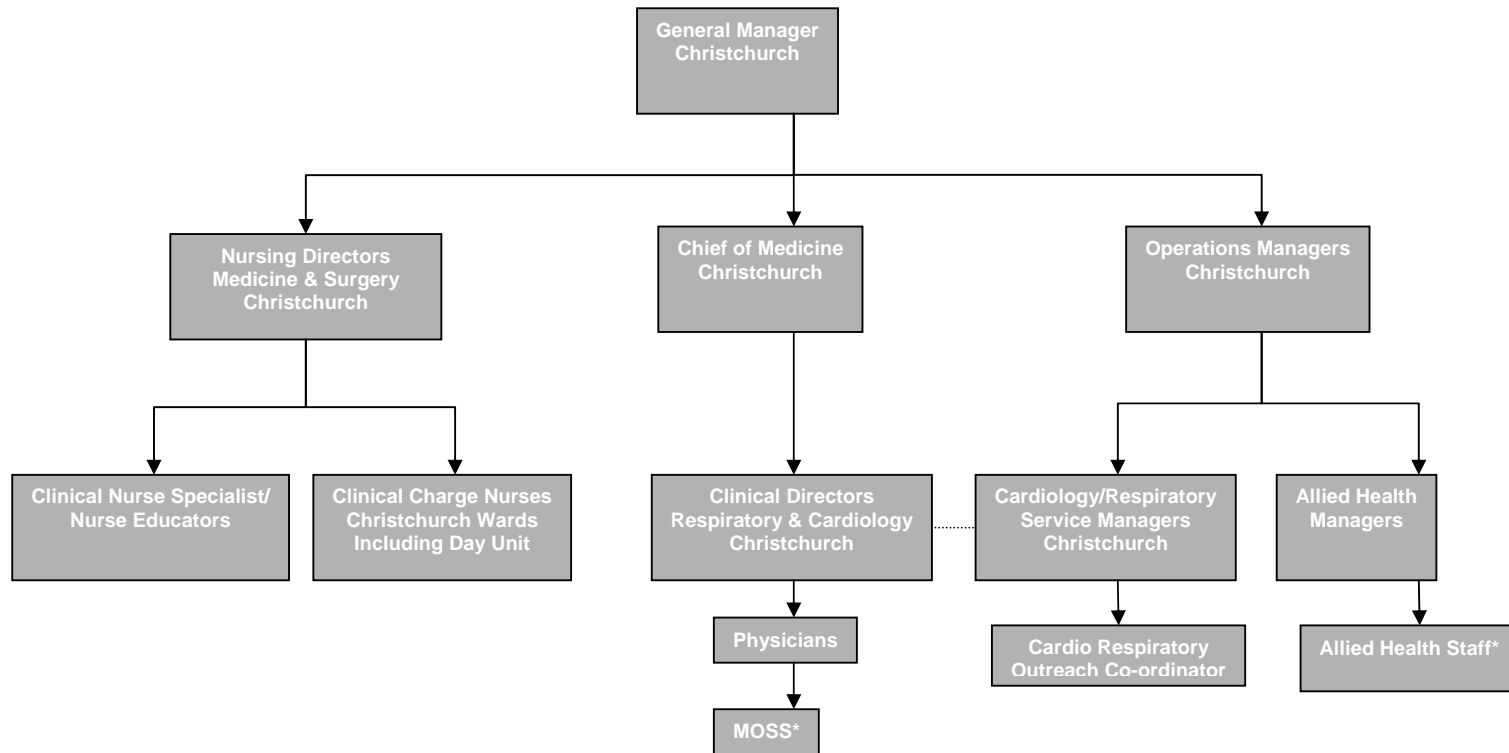 General Manager
Christchurch
Nursing Directors
Medicine & Surgery
Christchurch
Chief of Medicine
Christchurch
Operations Managers
Christchurch
Clinical Nurse Specialist/
Nurse Educators
Clinical Charge Nurses
Christchurch Wards
Including Day Unit
Clinical Directors
Respiratory & Cardiology
Christchurch
Cardiology/Respiratory
Service Managers
Christchurch
Allied Health
Managers
Physicians
Cardio Respiratory
Outreach Co-ordinator
Allied Health Staff*
MOSS*